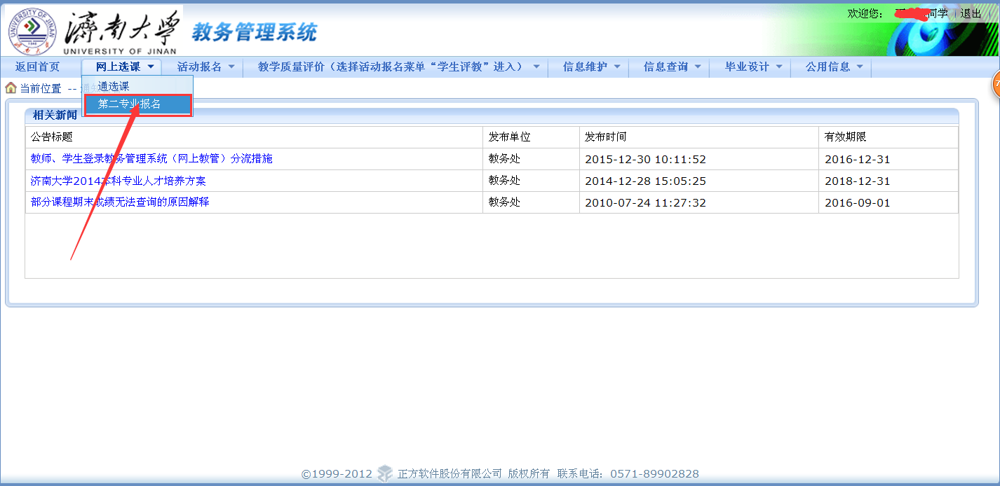 濟南大学
UNIVERSITY OF JINAN
教务管理系统
欢迎您： 同学 退出
返回首页 网上选课 活动报名 教学质量评价（选择活动报名菜单“学生评教”进入） 信息维护 信息查询 毕业设计 公用信息
当前位置 --
通选课
第二专业报名
相关新闻
公告标题 发布单位 发布时间 有效期限
教师、学生登录教务管理系统（网上教管）分流措施 教务处 2015-12-30 10:11:52 2016-12-31
济南大学2014本科专业人才培养方案 教务处 2014-12-28 15:05:25 2018-12-31
部分课程期末成绩无法查询的原因解释 教务处 2010-07-24 11:27:32 2016-09-01
©1999-2012 正方软件股份有限公司 版权所有 联系电话：0571-89902828